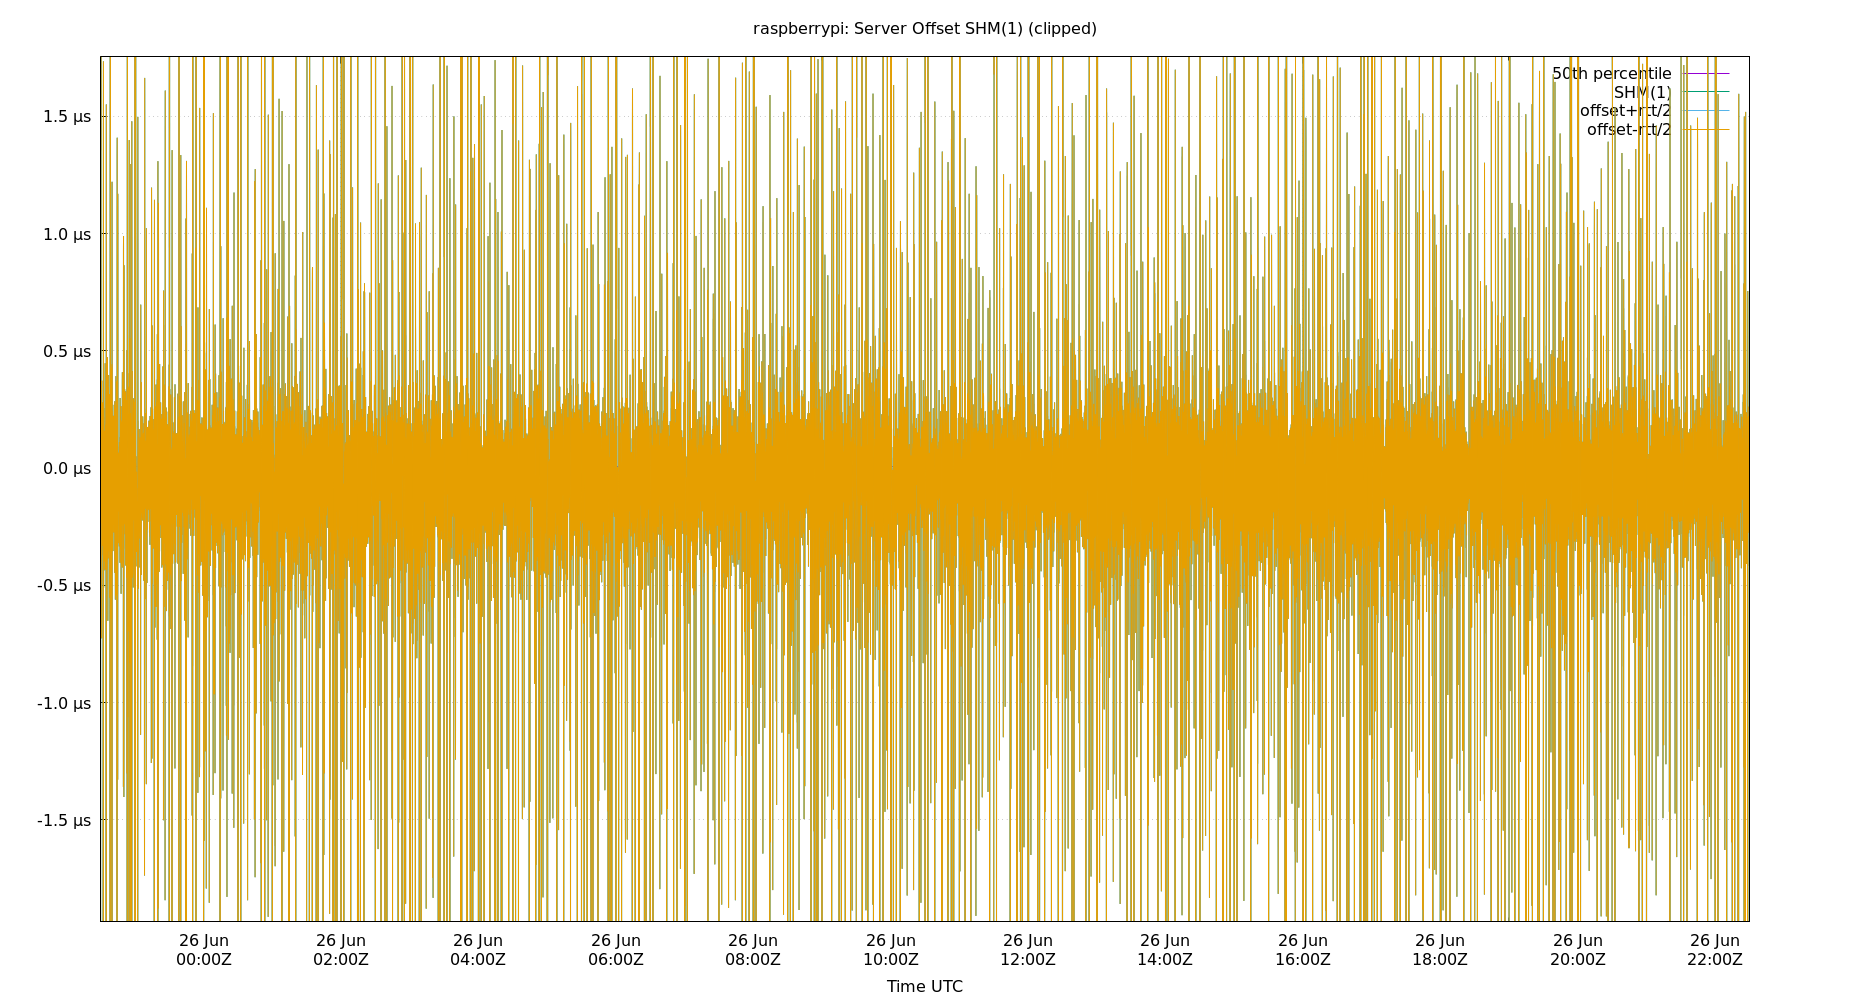 raspberrypi: Server Offset SHM(1) (clipped)
50th percentile
SHM(1)
offset+rtt/2
offset-rtt/2
1.5 µs
1.0 µs
0.5 µs
0.0 µs
-0.5 µs
-1.0 µs
-1.5 µs
26 Jun 26 Jun 26 Jun 26 Jun 26 Jun 26 Jun 26 Jun 26 Jun 26 Jun 26 Jun 26 Jun 26 Jun
00:00Z 02:00Z 04:00Z 06:00Z 08:00Z 10:00Z 12:00Z 14:00Z 16:00Z 18:00Z 20:00Z 22:00Z
Time UTC